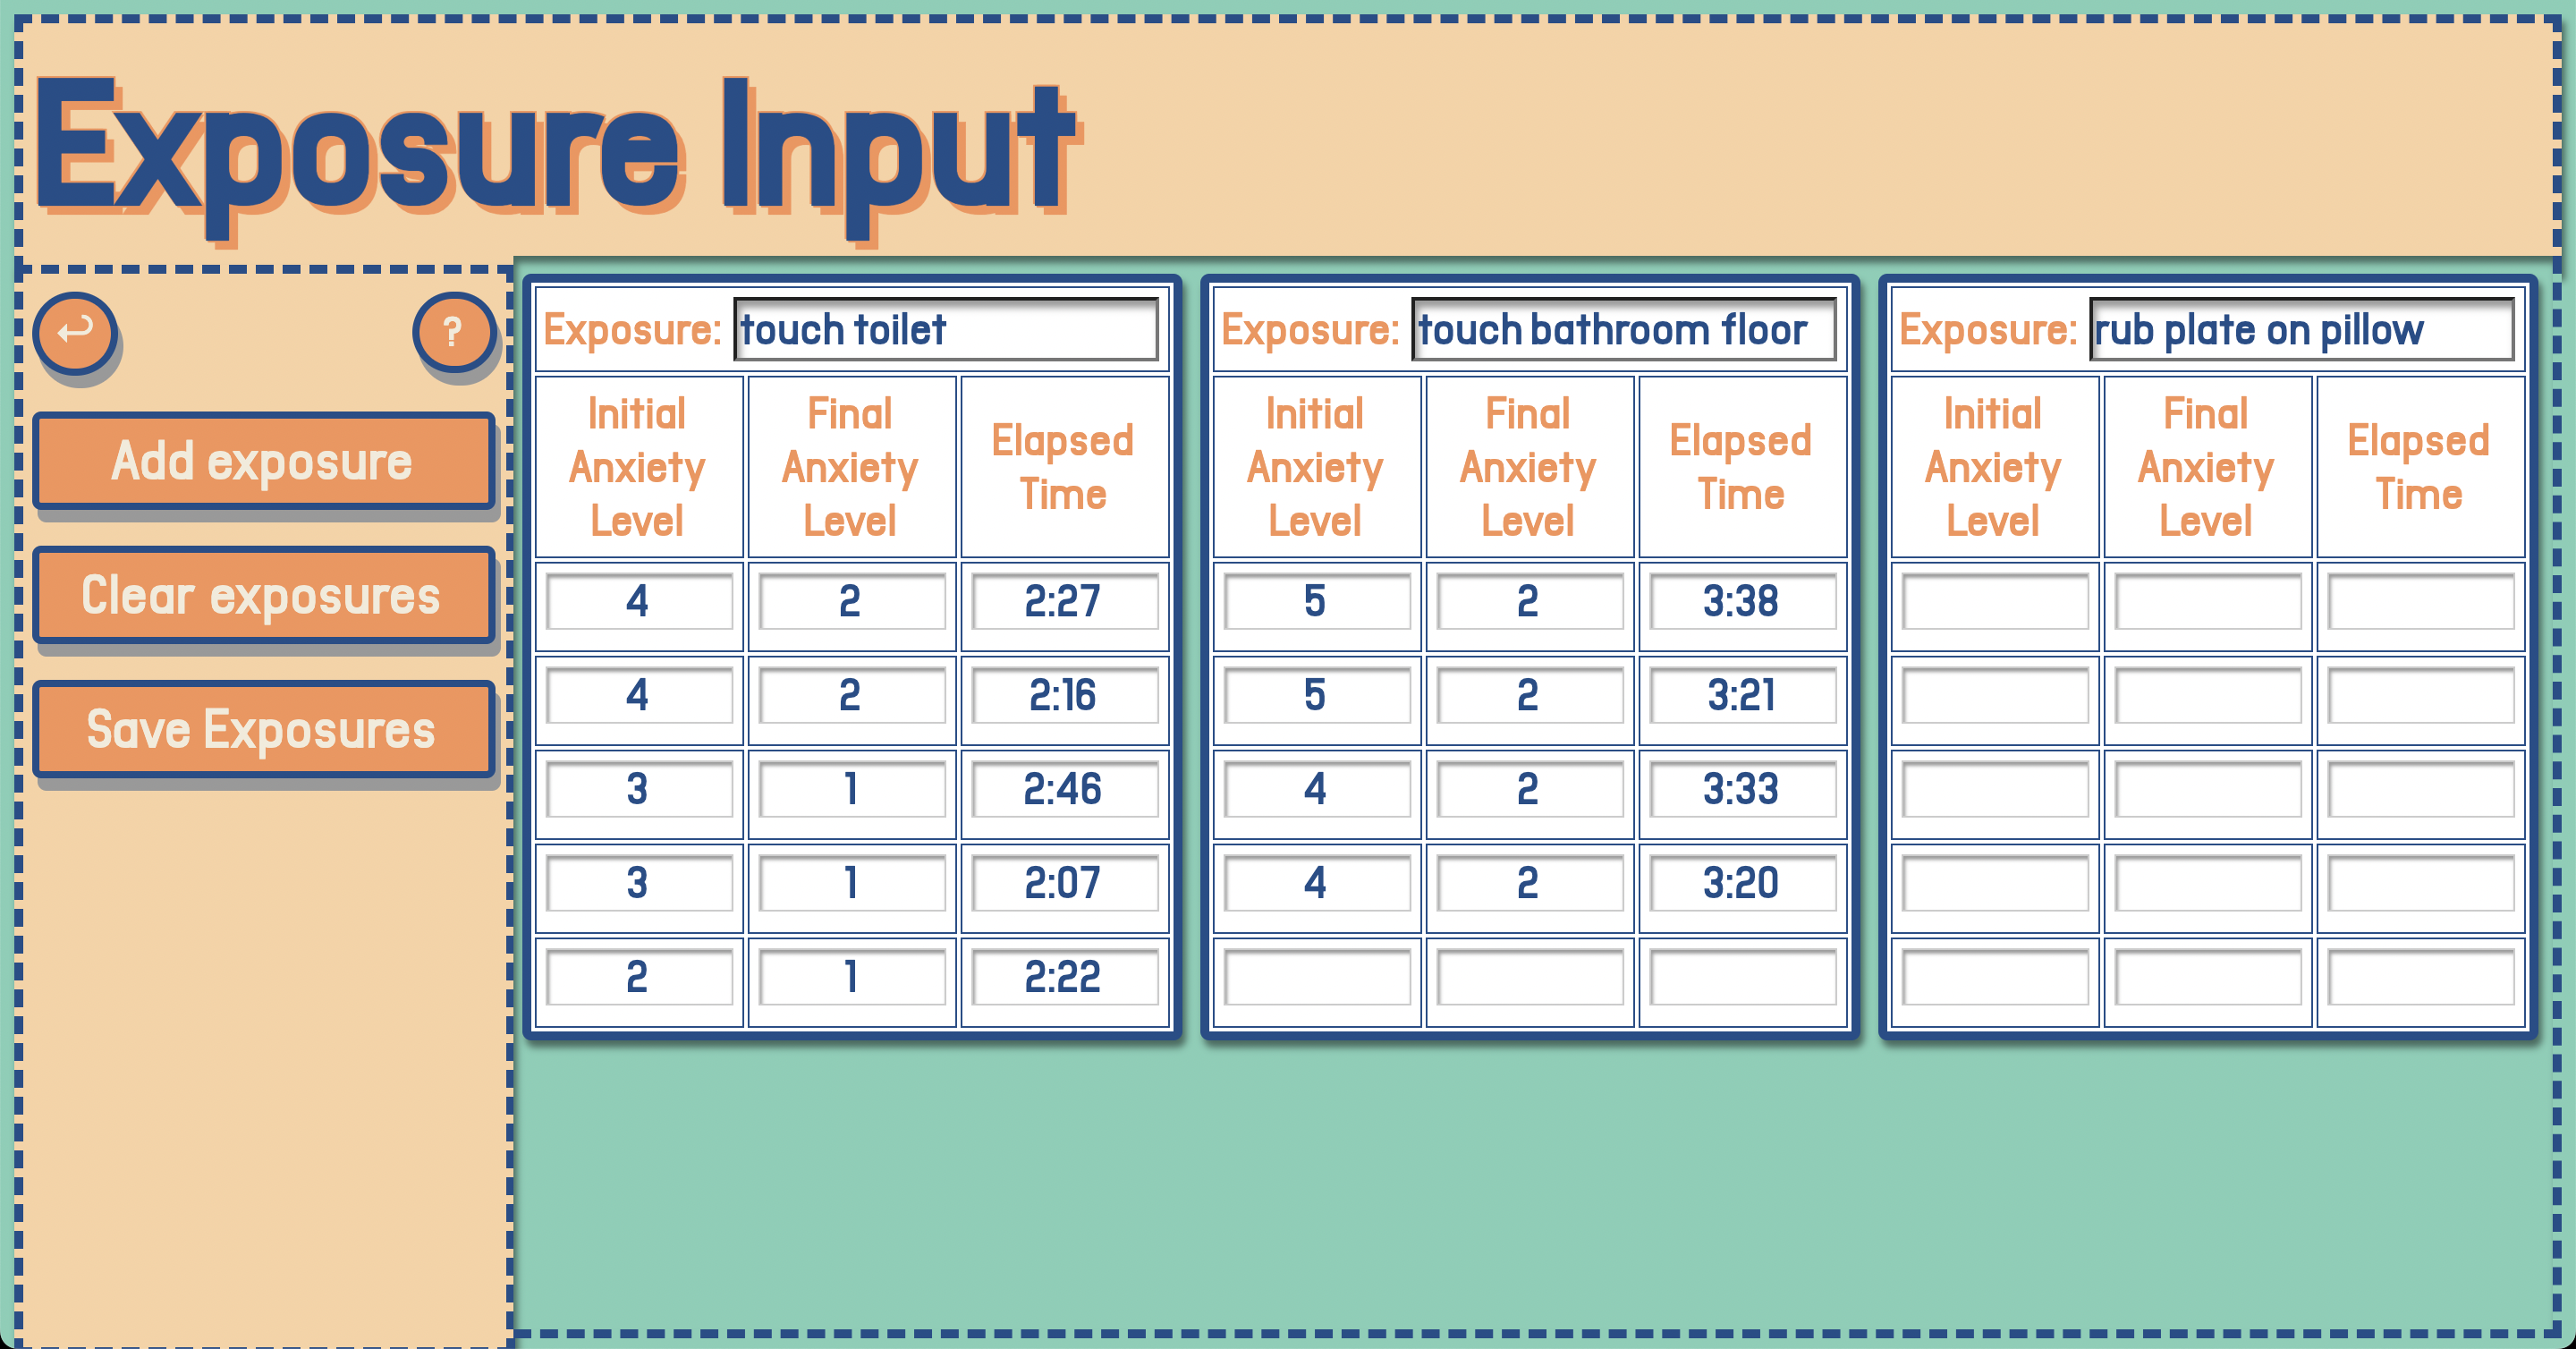 Exposure Input
?
Add exposure
Clear exposures
Save Exposures
Exposure: touch toilet
Initial Anxiety Level Final Anxiety Level Elapsed Time
4 2 2:27
4 2 2:16
3 1 2:46
3 1 2:07
2 1 2:22
Exposure: touch bathroom floor
Initial Anxiety Level Final Anxiety Level Elapsed Time
5 2 3:38
5 2 3:21
4 2 3:33
4 2 3:20
Exposure: rub plate on pillow
Initial Anxiety Level Final Anxiety Level Elapsed Time